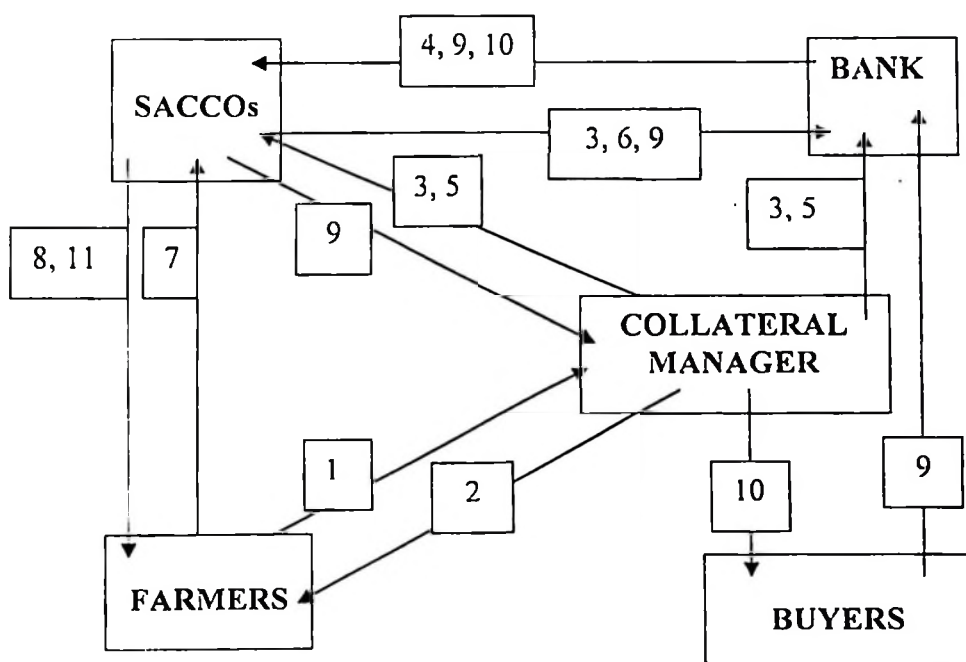 4, 9, 10
BANK
SACCOs
3, 6, 9
3, 5
3, 5
9
8, 11
7
COLLATERAL
MANAGER
1
2
10
9
FARMERS
BUYERS